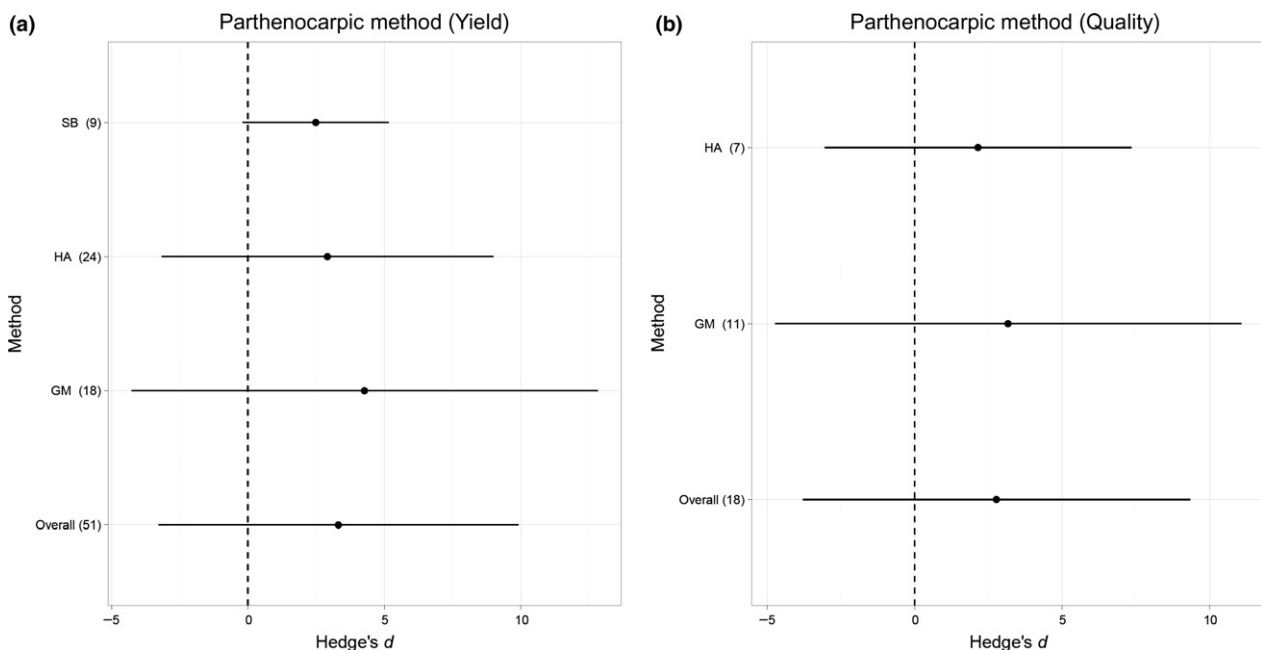 (a)
Parthenocarpic method (Yield)
Method
SB (9)
HA (24)
GM (18)
Overall (51)
−5
0
5
10
Hedge's d
(b)
Parthenocarpic method (Quality)
Method
HA (7)
GM (11)
Overall (18)
−5
0
5
10
Hedge's d